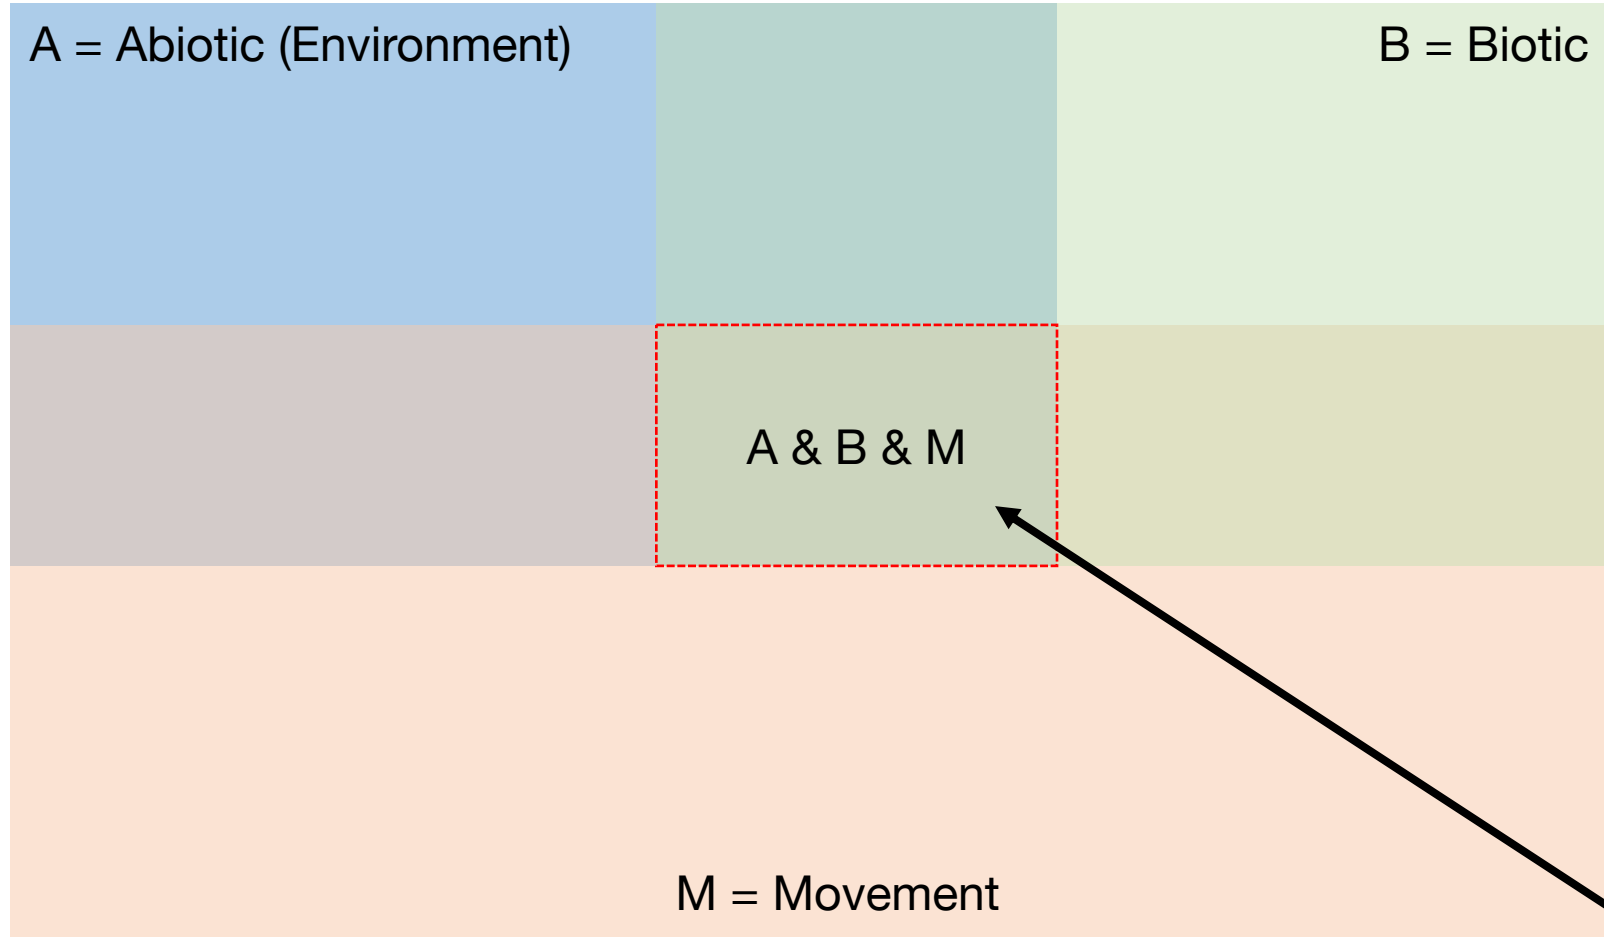 A = Abiotic (Environment)
B = Biotic
A & B & M
M = Movement